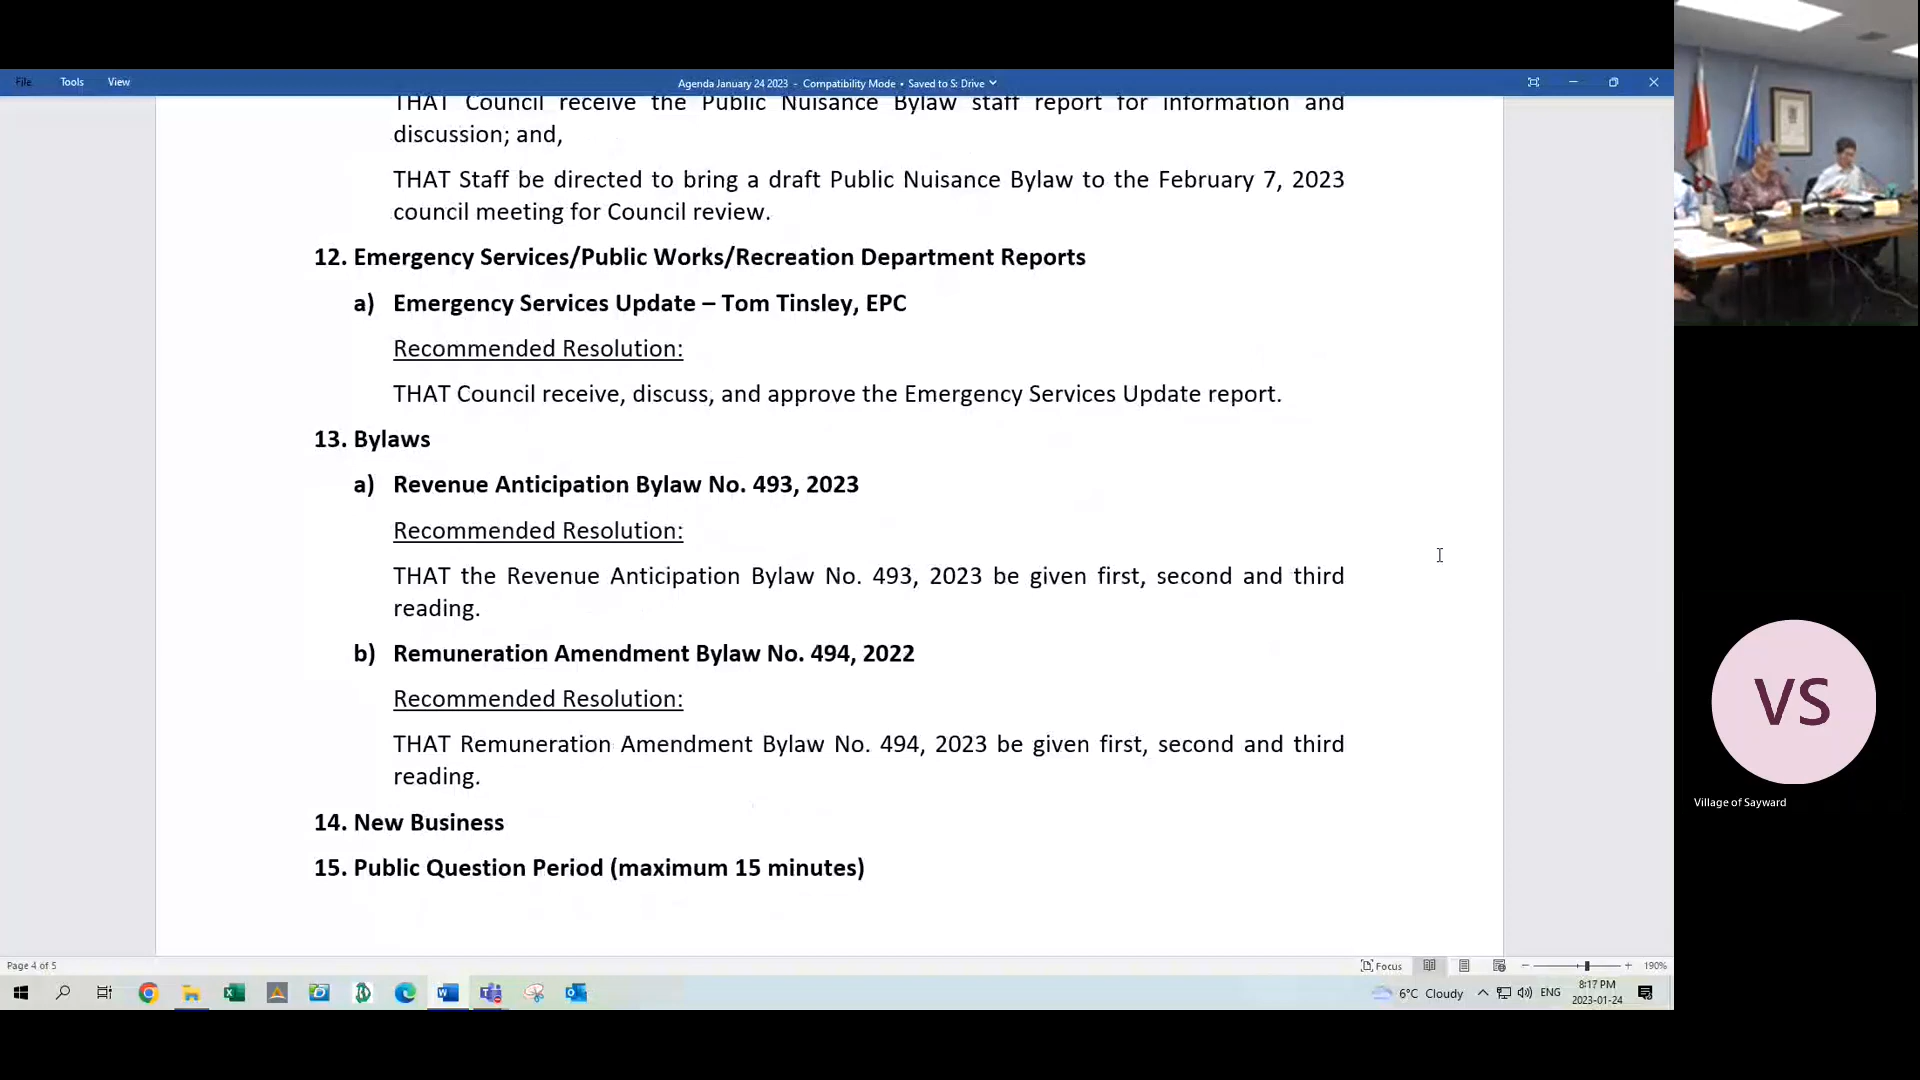 File Tools View Agenda January 24 2023 - Compatibility Mode • Saved to S: Drive
THAT Council receive the Public Nuisance Bylaw staff report for information and
discussion; and,
THAT Staff be directed to bring a draft Public Nuisance Bylaw to the February 7, 2023
council meeting for Council review.
12. Emergency Services/Public Works/Recreation Department Reports
a) Emergency Services Update – Tom Tinsley, EPC
Recommended Resolution:
THAT Council receive, discuss, and approve the Emergency Services Update report.
13. Bylaws
a) Revenue Anticipation Bylaw No. 493, 2023
Recommended Resolution:
THAT the Revenue Anticipation Bylaw No. 493, 2023 be given first, second and third
reading.
b) Remuneration Amendment Bylaw No. 494, 2022
Recommended Resolution:
THAT Remuneration Amendment Bylaw No. 494, 2023 be given first, second and third
reading.
14. New Business
15. Public Question Period (maximum 15 minutes)
VS
Village of Sayward
Page 4 of 5 Focus 190%
6°C Cloudy ENG 8:17 PM
2023-01-24